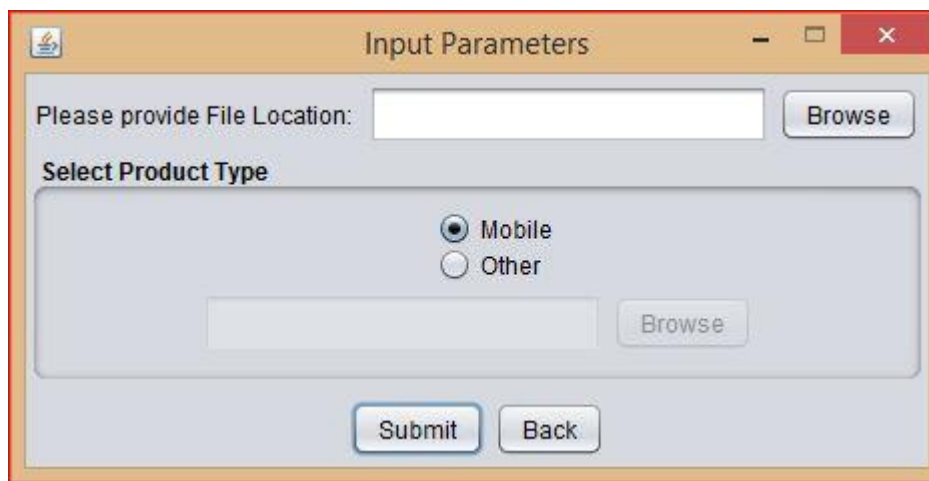 Input Parameters
Please provide File Location: Browse
Select Product Type
Mobile
Other
Browse
Submit Back